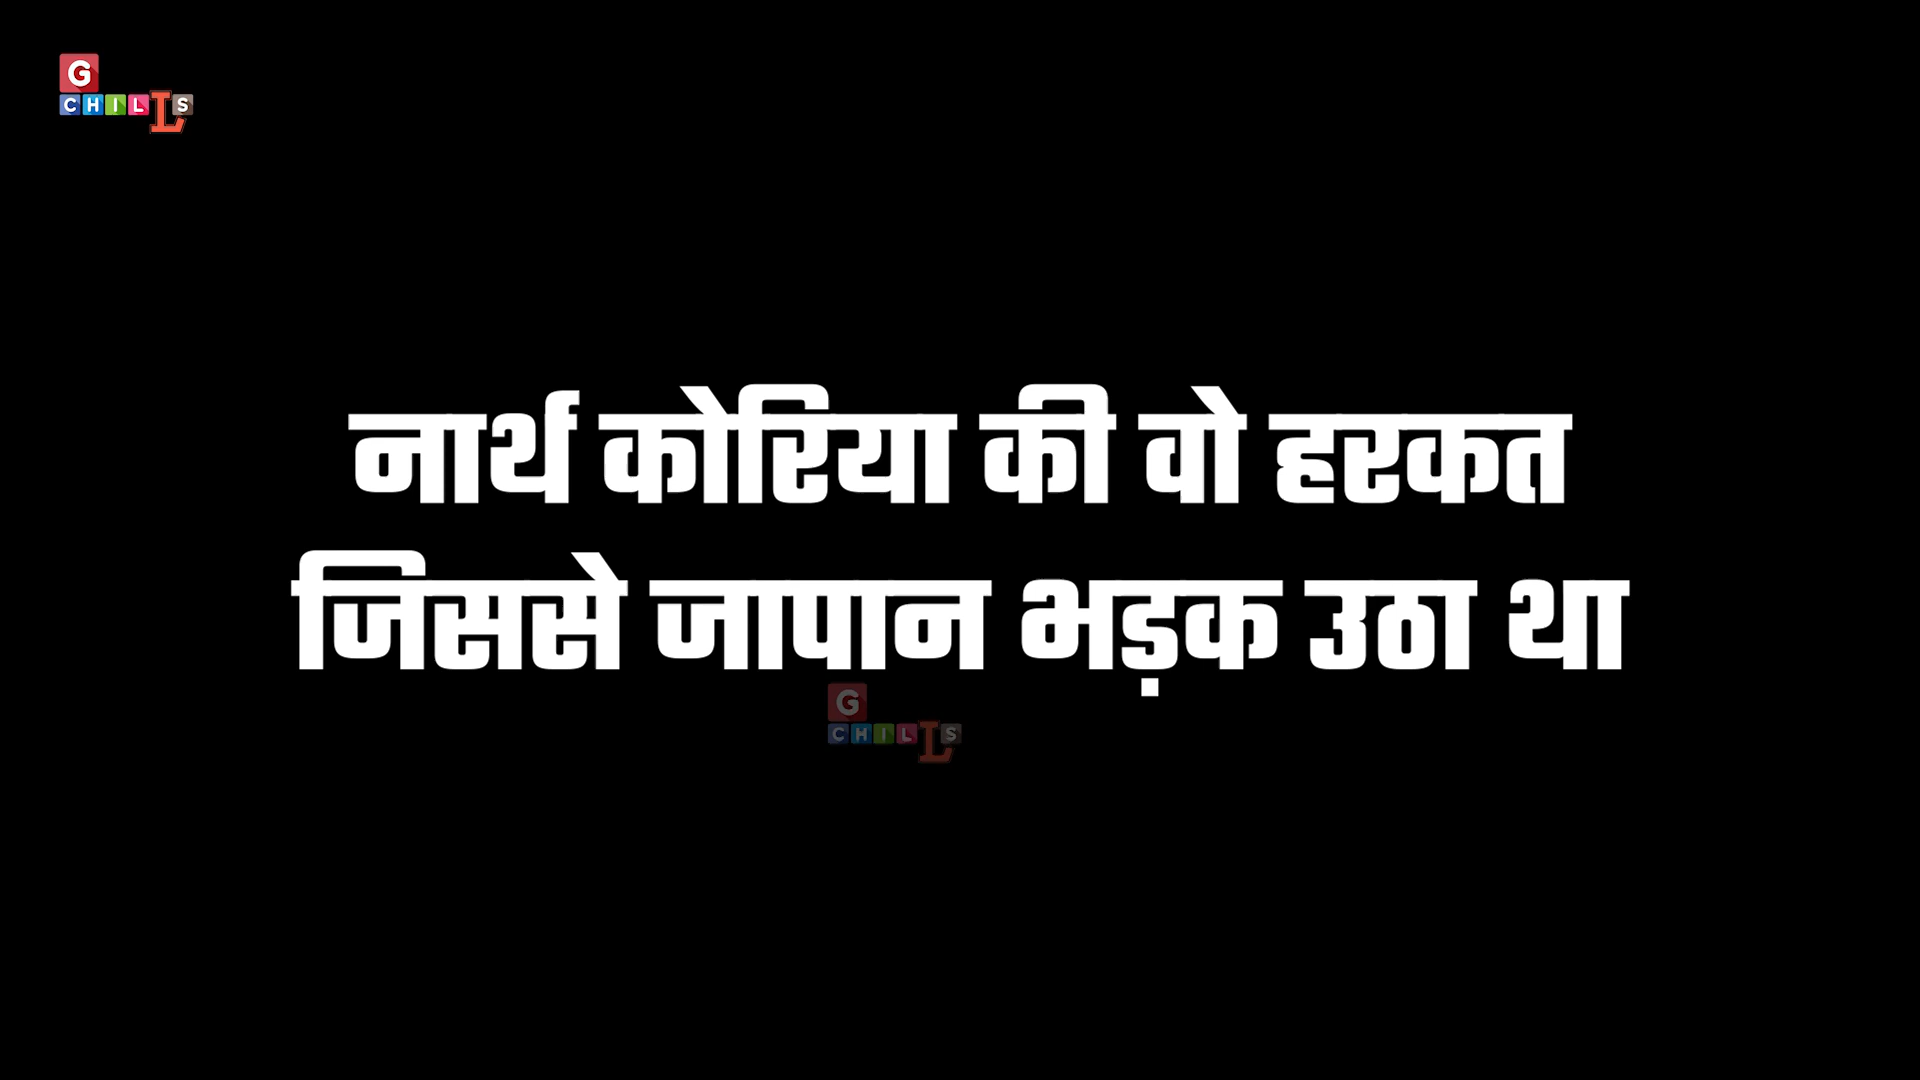 G
CHILLS
नार्थ कोरिया की वो हरकत
जिससे जापान भड़क उठा था
G
CHILLS